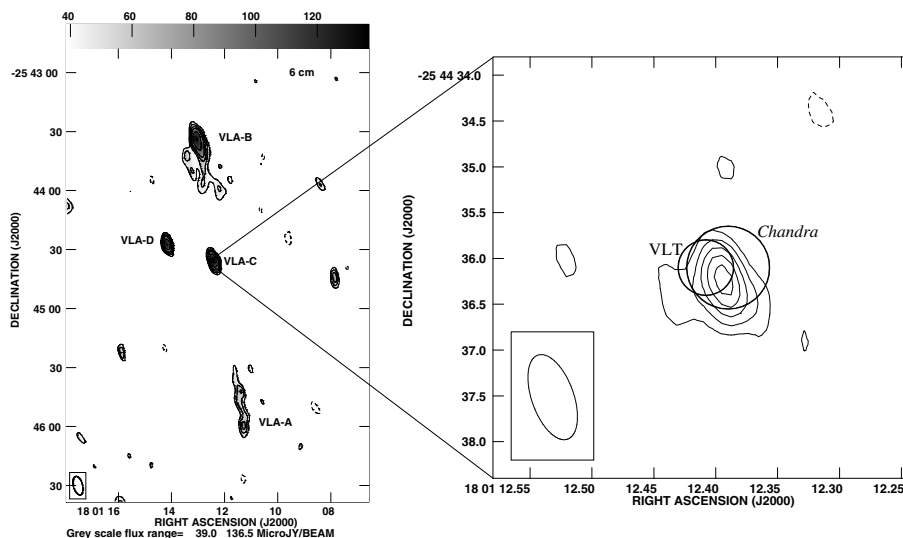 40 60 80 100 120
6 cm
-25 43 00
30
44 00
30
45 00
30
46 00
30
DECLINATION (J2000)
VLA-B
VLA-D
VLA-C
VLA-A
18 01 16 14 12 10 08
RIGHT ASCENSION (J2000)
Grey scale flux range= 39.0 136.5 MicroJY/BEAM
-25 44 34.0
34.5
35.0
35.5
36.0
36.5
37.0
37.5
38.0
DECLINATION (J2000)
VLT
Chandra
18 01 12.55 12.50 12.45 12.40 12.35 12.30 12.25
RIGHT ASCENSION (J2000)